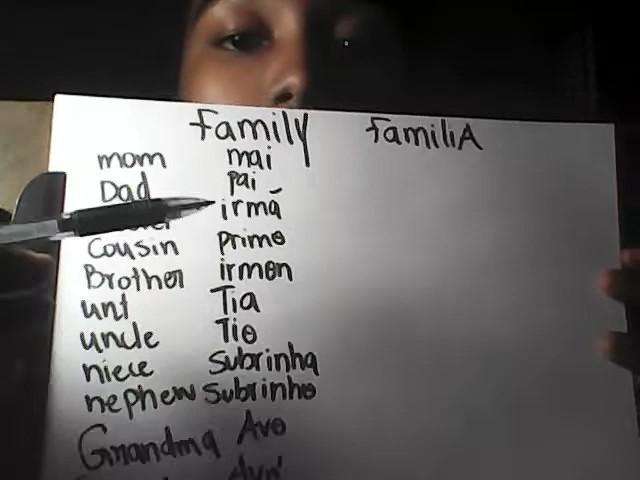 Family FamiliA
mom mai
Dad pai
irmã
Cousin primo
Brother irmon
unt Tia
uncle Tio
niece Subrinha
nephew Subrinho
Grandma Avo